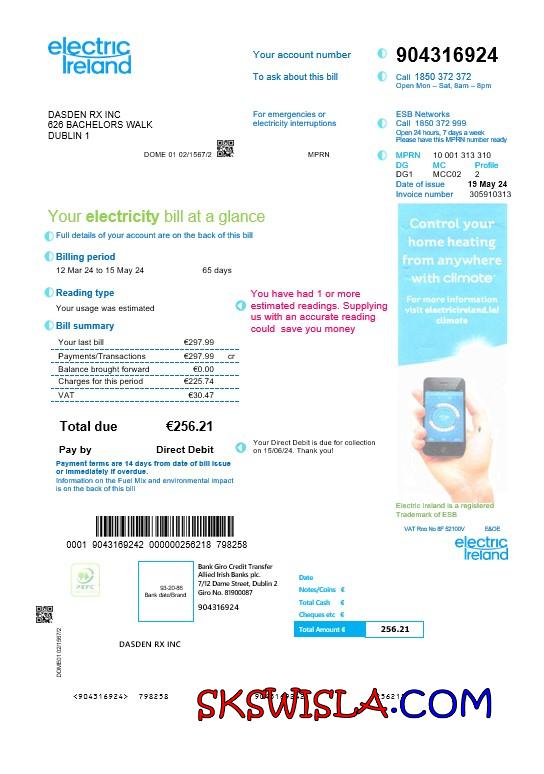 electric
Ireland
Your account number
904316924
To ask about this bill
Call 1850 372 372
Open Mon – Sat, 8am – 8pm
DASDEN RX INC
626 BACHELORS WALK
DUBLIN 1
For emergencies or
electricity interruptions
ESB Networks
Call 1850 372 999
Open 24 hours, 7 days a week
Please have this MPRN number ready
DOME 01 02/1567/2
MPRN
MPRN 10 001 313 310
DG MC Profile
DG1 MCC02 2
Date of issue 19 May 24
Invoice number 305910313
Your electricity bill at a glance
Full details of your account are on the back of this bill
Billing period
12 Mar 24 to 15 May 24 65 days
Reading type
Your usage was estimated
You have had 1 or more
estimated readings. Supplying
us with an accurate reading
could save you money
Bill summary
Your last bill €297.99
Payments/Transactions €297.99 cr
Balance brought forward €0.00
Charges for this period €225.74
VAT €30.47
Total due €256.21
Pay by Direct Debit
Your Direct Debit is due for collection
on 15/06/24. Thank you!
Payment terms are 14 days from date of bill issue
or immediately if overdue.
Information on the Fuel Mix and environmental impact
is on the back of this bill
Control your
home heating
from anywhere
with climote
For more information
visit electricireland.ie/
climote
Electric Ireland is a registered
Trademark of ESB
VAT Reg No 8F 52100V E&OE
electric
Ireland
0001 9043169242 000000256218 798258
PEFC
93-20-86
Bank date/Brand
Bank Giro Credit Transfer
Allied Irish Banks plc.
7/12 Dame Street, Dublin 2
Giro No. 81900087
904316924
Date
Notes/Coins €
Total Cash €
Cheques etc €
Total Amount € 256.21
DOME01 02/1567/2
DASDEN RX INC
<904316924> 798258
SKSWISLA.COM